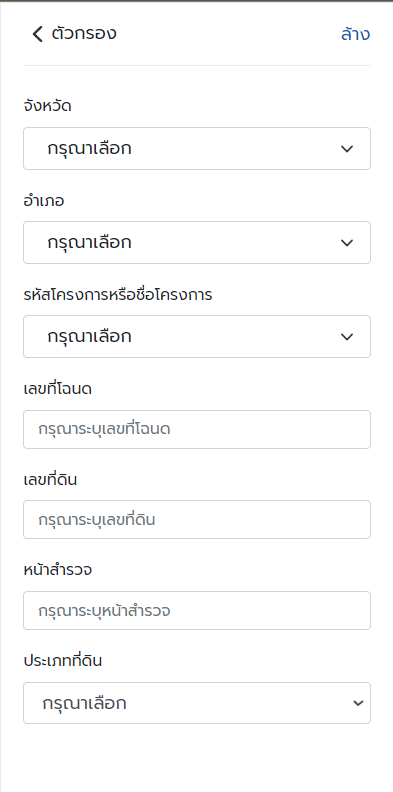 ตัวกรอง ล้าง
จังหวัด
กรุณาเลือก
อำเภอ
กรุณาเลือก
รหัสโครงการหรือชื่อโครงการ
กรุณาเลือก
เลขที่โฉนด
กรุณาระบุเลขที่โฉนด
เลขที่ดิน
กรุณาระบุเลขที่ดิน
หน้าสำรวจ
กรุณาระบุหน้าสำรวจ
ประเภทที่ดิน
กรุณาเลือก